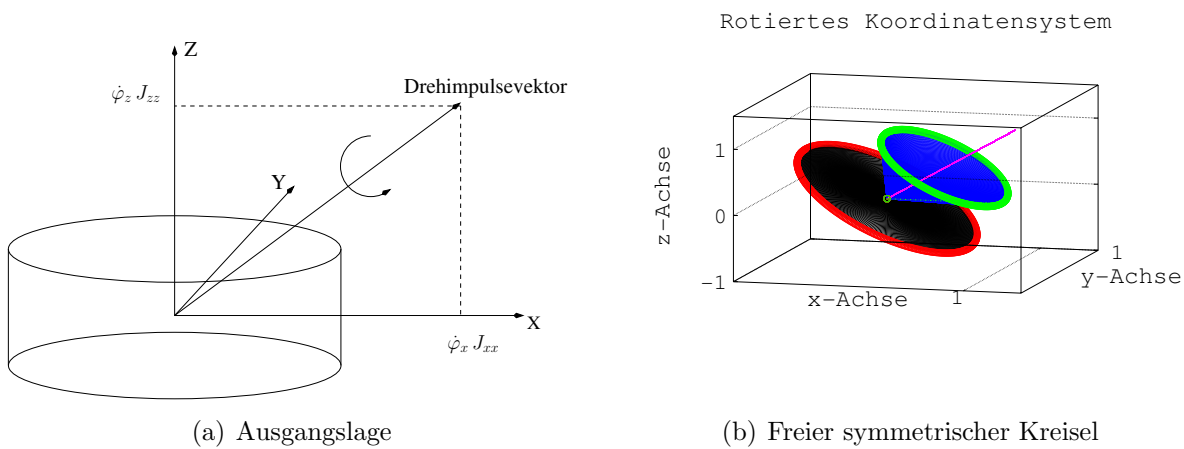 Z
φ̇z Jzz
Drehimpulsevektor
Y
X
φ̇x Jxx
(a) Ausgangslage
Rotiertes Koordinatensystem
z-Achse
1
0
-1
x-Achse
1
y-Achse
1
(b) Freier symmetrischer Kreisel